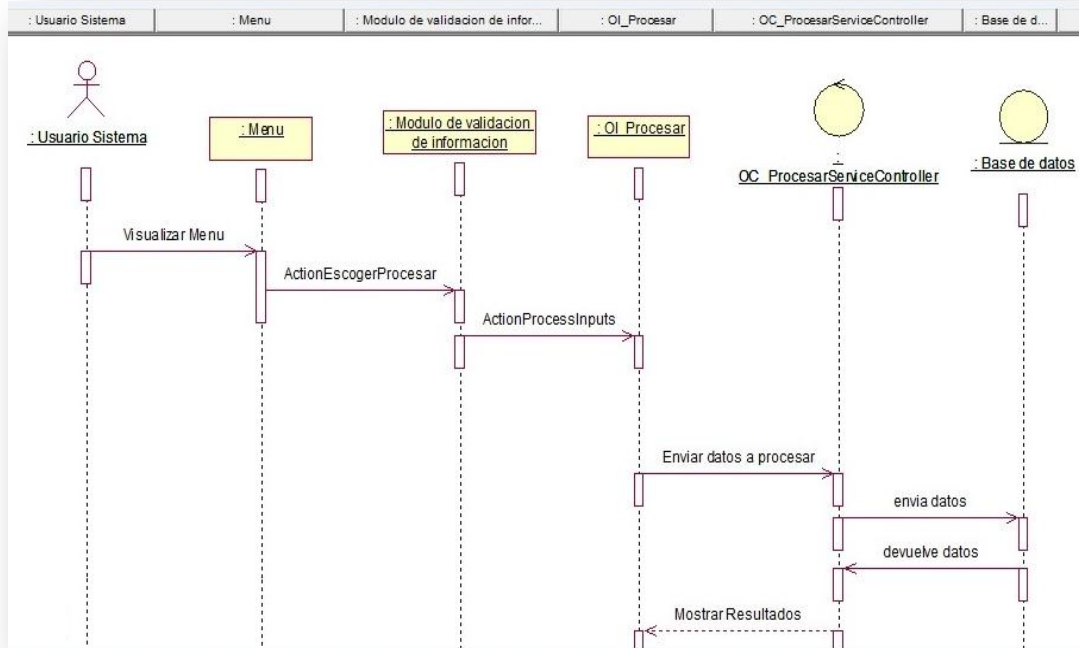 : Usuario Sistema
: Menu
: Modulo de validacion de infor...
: OI_Procesar
: OC_ProcesarServiceController
: Base de d...
: Usuario Sistema
: Menu
: Modulo de validacion
de informacion
: OI_Procesar
:
OC_ProcesarServiceController
: Base de datos
Visualizar Menu
ActionEscogerProcesar
ActionProcessInputs
Enviar datos a procesar
envia datos
devuelve datos
Mostrar Resultados